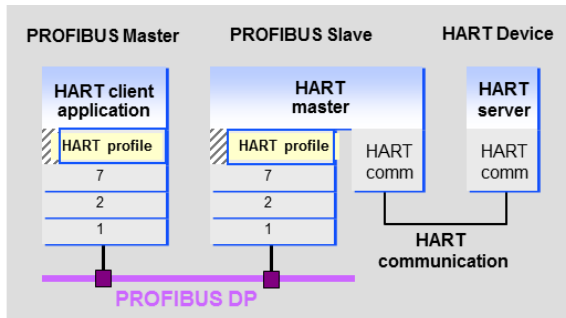 PROFIBUS Master
PROFIBUS Slave
HART Device
HART client
application
HART
master
HART
server
HART profile
HART profile
HART
comm
HART
comm
7
7
2
2
1
1
HART
communication
PROFIBUS DP